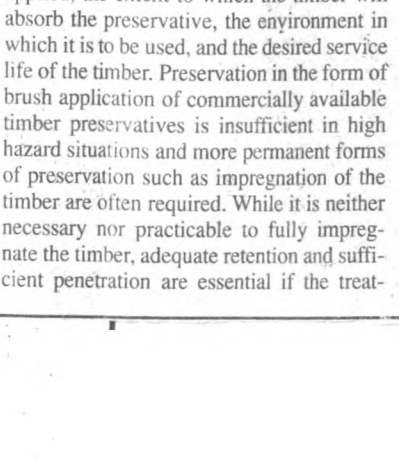 absorb the preservative, the environment in
which it is to be used, and the desired service
life of the timber. Preservation in the form of
brush application of commercially available
timber preservatives is insufficient in high
hazard situations and more permanent forms
of preservation such as impregnation of the
timber are often required. While it is neither
necessary nor practicable to fully impreg-
nate the timber, adequate retention and suffi-
cient penetration are essential if the treat-